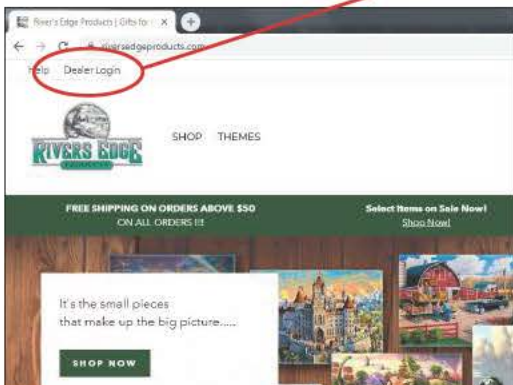 River's Edge Products | Gifts for
riversedgeproducts.com
Help Dealer Login
RIVERS EDGE
PRODUCTS
SHOP THEMES
FREE SHIPPING ON ORDERS ABOVE $50
ON ALL ORDERS !!!
Select Items on Sale Now!
Shop Now!
It's the small pieces
that make up the big picture.....
SHOP NOW